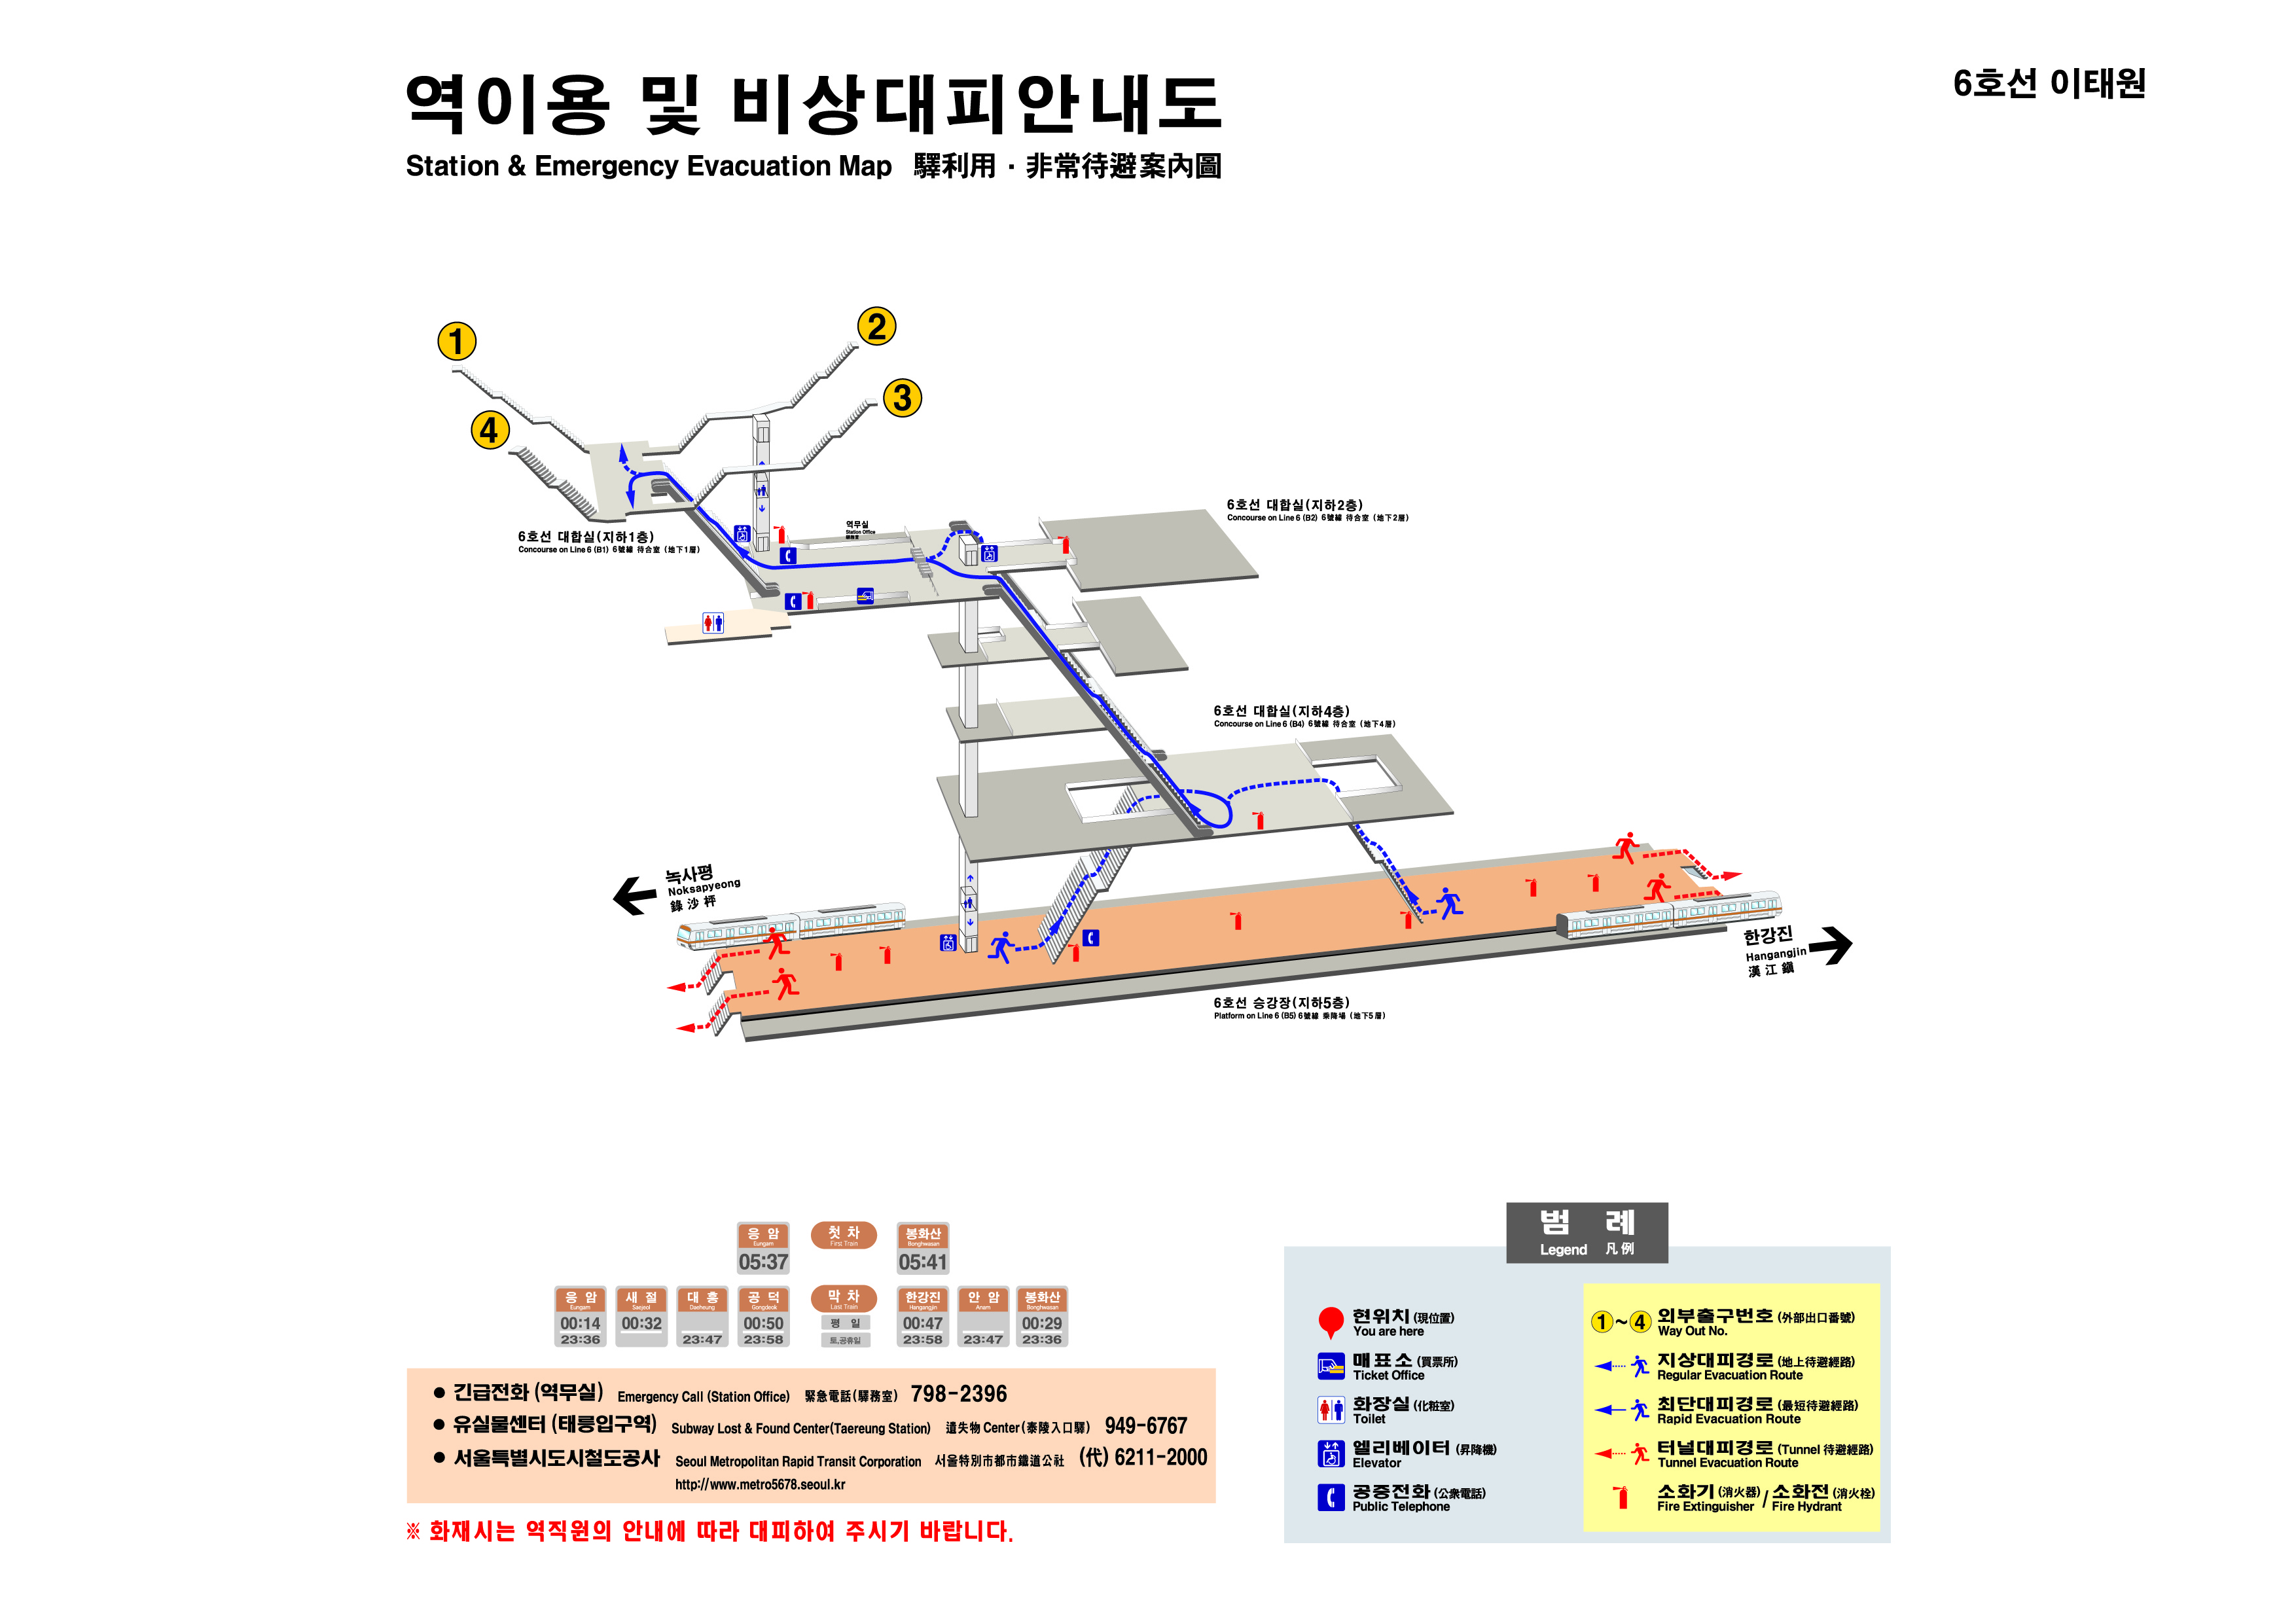 역이용 및 비상대피안내도
Station & Emergency Evacuation Map 驛利用 · 非常待避案內圖
6호선 이태원
1
2
3
4
6호선 대합실(지하1층)
Concourse on Line 6 (B1) 6號線 待合室 (地下1層)
역무실
Station Office
驛務室
6호선 대합실(지하2층)
Concourse on Line 6 (B2) 6號線 待合室 (地下2層)
6호선 대합실(지하4층)
Concourse on Line 6 (B4) 6號線 待合室 (地下4層)
녹사평
Noksapyeong
한강진
Hangangjin
漢江鎭
6호선 승강장(지하5층)
Platform on Line 6 (B5) 6號線 乘降場 (地下5層)
응암 Eungam 05:37
첫차 First Train
봉화산 Bonghwasan 05:41
응암 Eungam 00:14 23:36
새절 Saejeol 00:32
대흥 Daeheung 23:47
공덕 Gongdeok 00:50 23:58
막차 Last Train
평일
토,공휴일
한강진 Hangangjin 00:47 23:58
안암 Anam 23:47
봉화산 Bonghwasan 00:29 23:36
● 긴급전화 (역무실) Emergency Call (Station Office) 緊急電話(驛務室) 798-2396
● 유실물센터 (태릉입구역) Subway Lost & Found Center(Taereung Station) 遺失物 Center(泰陵入口驛) 949-6767
● 서울특별시도시철도공사 Seoul Metropolitan Rapid Transit Corporation 서울特別市都市鐵道公社 (代) 6211-2000
http://www.metro5678.seoul.kr
※ 화재시는 역직원의 안내에 따라 대피하여 주시기 바랍니다.
범례
Legend 凡例
현위치 (現位置)
You are here
매표소 (買票所)
Ticket Office
화장실 (化粧室)
Toilet
엘리베이터 (昇降機)
Elevator
공중전화 (公衆電話)
Public Telephone
1~4 외부출구번호 (外部出口番號)
Way Out No.
지상대피경로 (地上待避經路)
Regular Evacuation Route
최단대피경로 (最短待避經路)
Rapid Evacuation Route
터널대피경로 (Tunnel 待避經路)
Tunnel Evacuation Route
소화기 (消火器) / 소화전 (消火栓)
Fire Extinguisher / Fire Hydrant